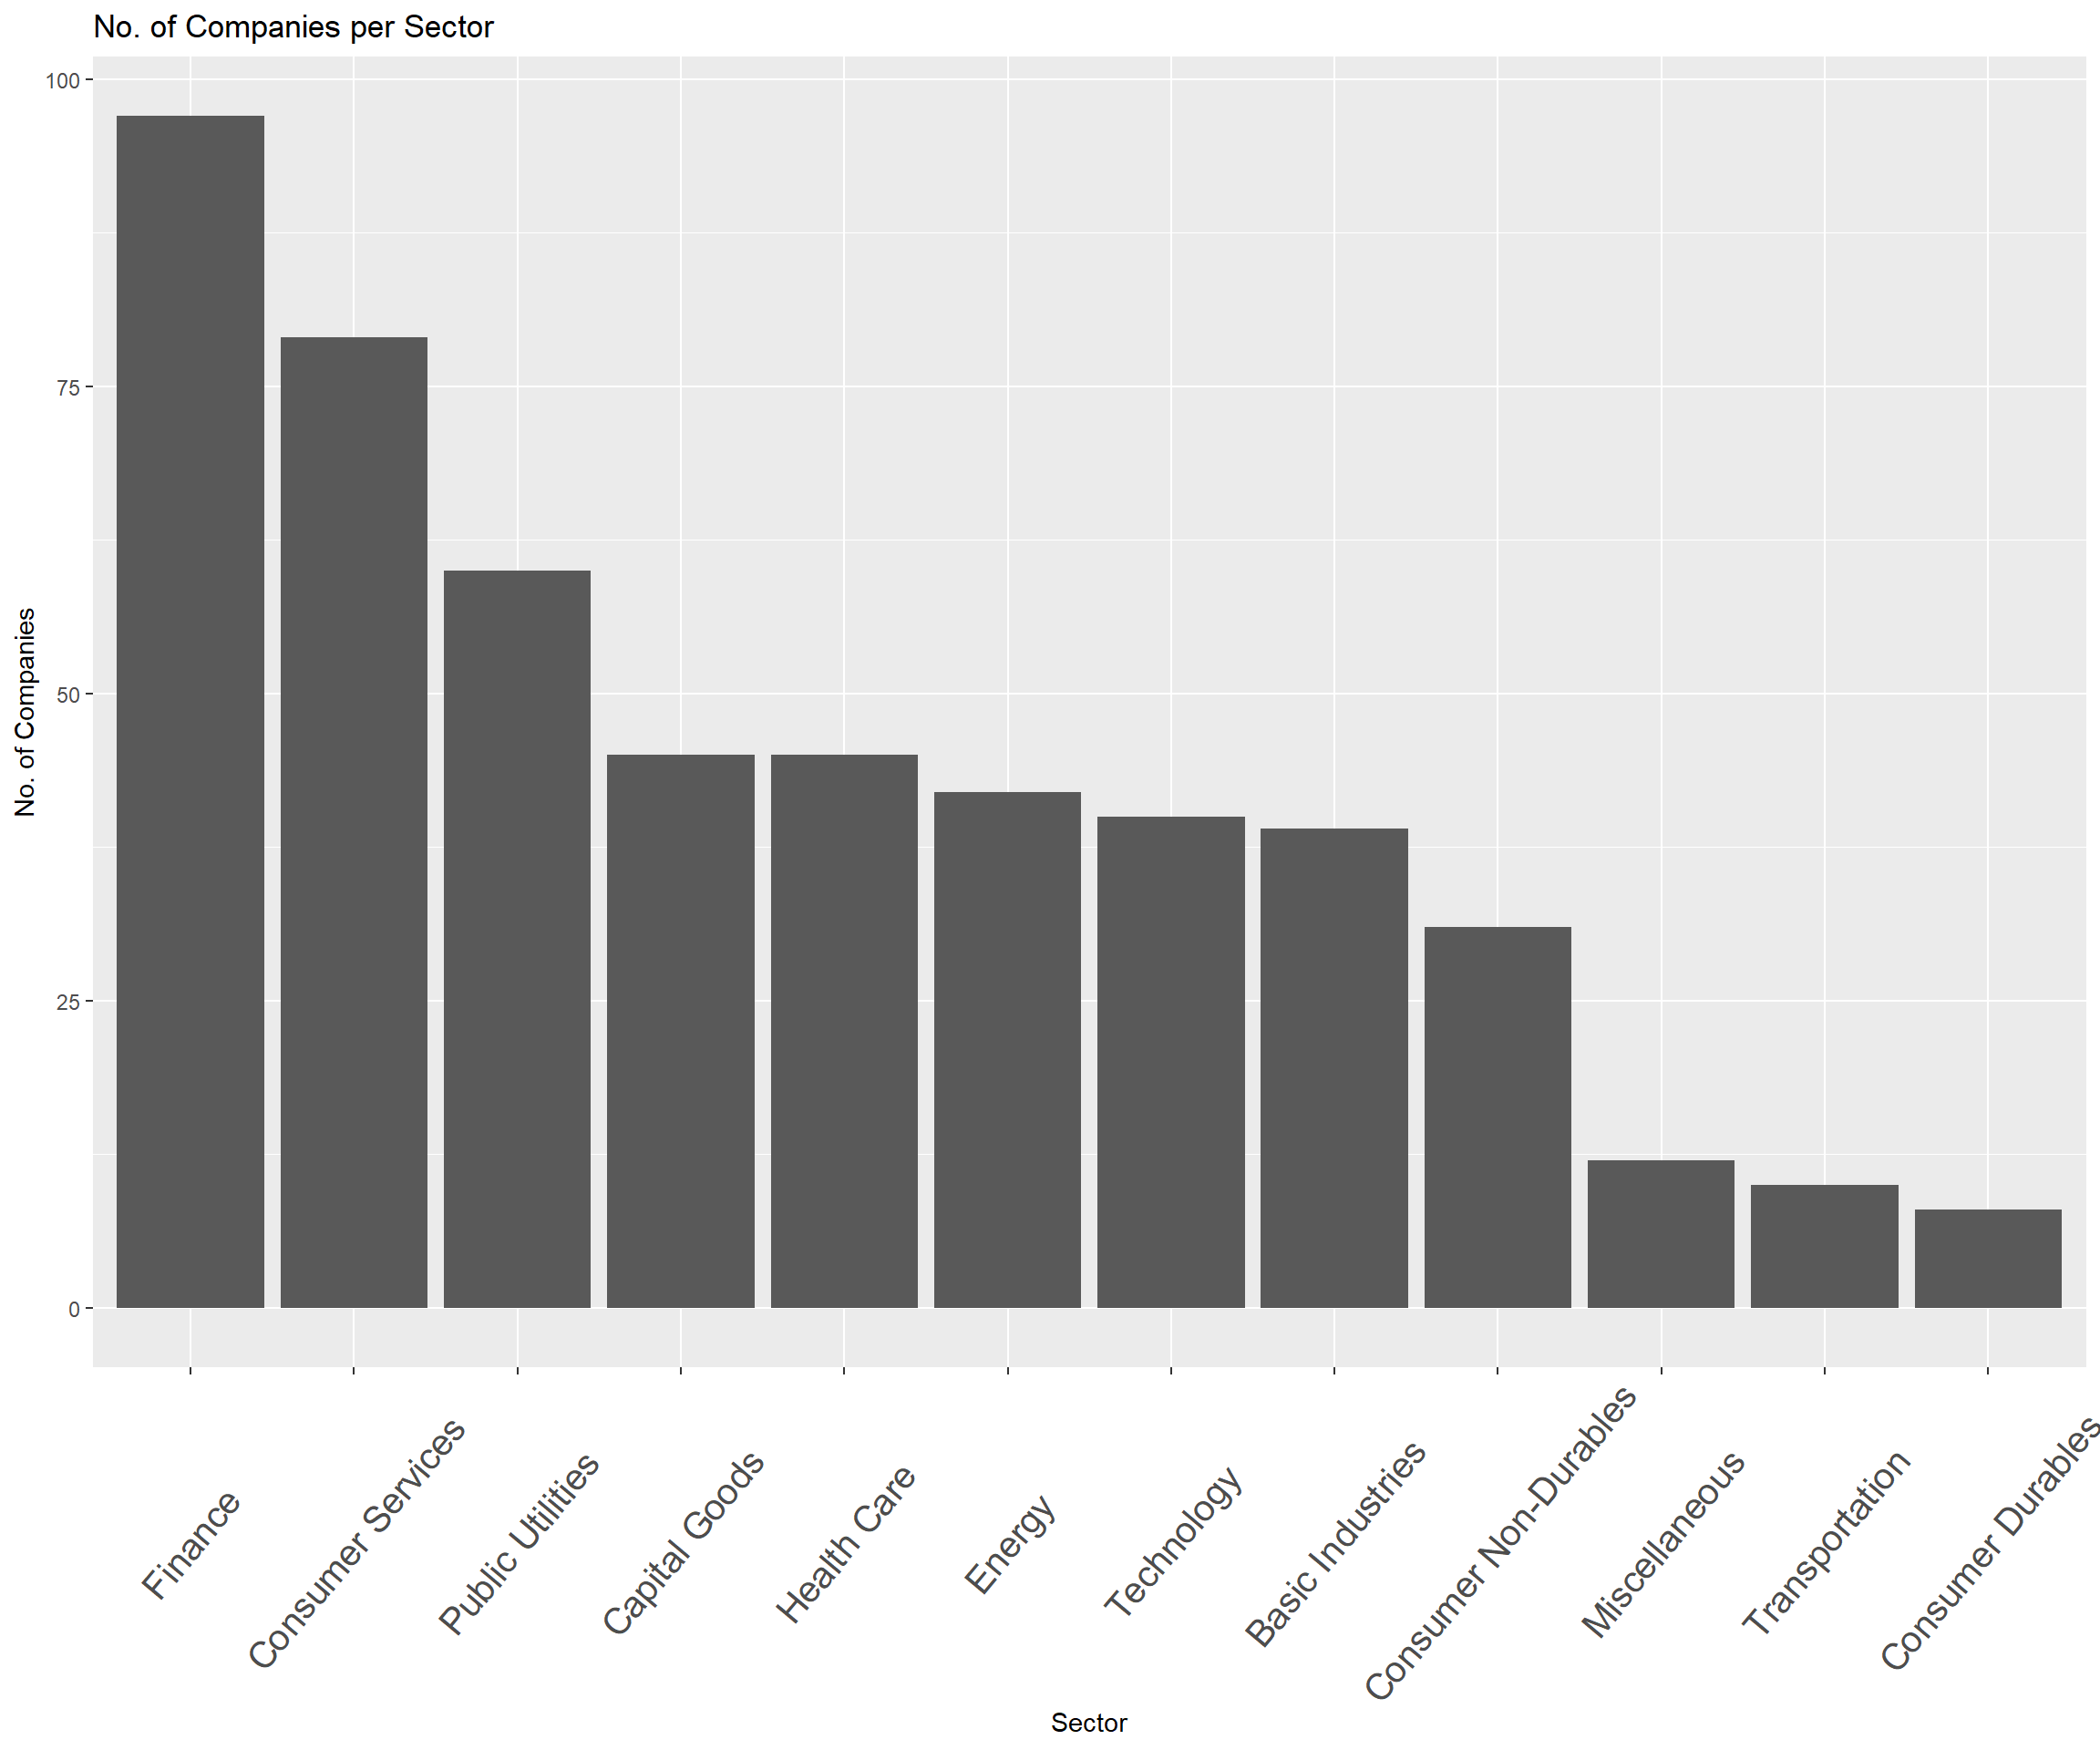 No. of Companies per Sector
No. of Companies
100
75
50
25
0
Finance
Consumer Services
Public Utilities
Capital Goods
Health Care
Energy
Technology
Basic Industries
Consumer Non-Durables
Miscellaneous
Transportation
Consumer Durables
Sector